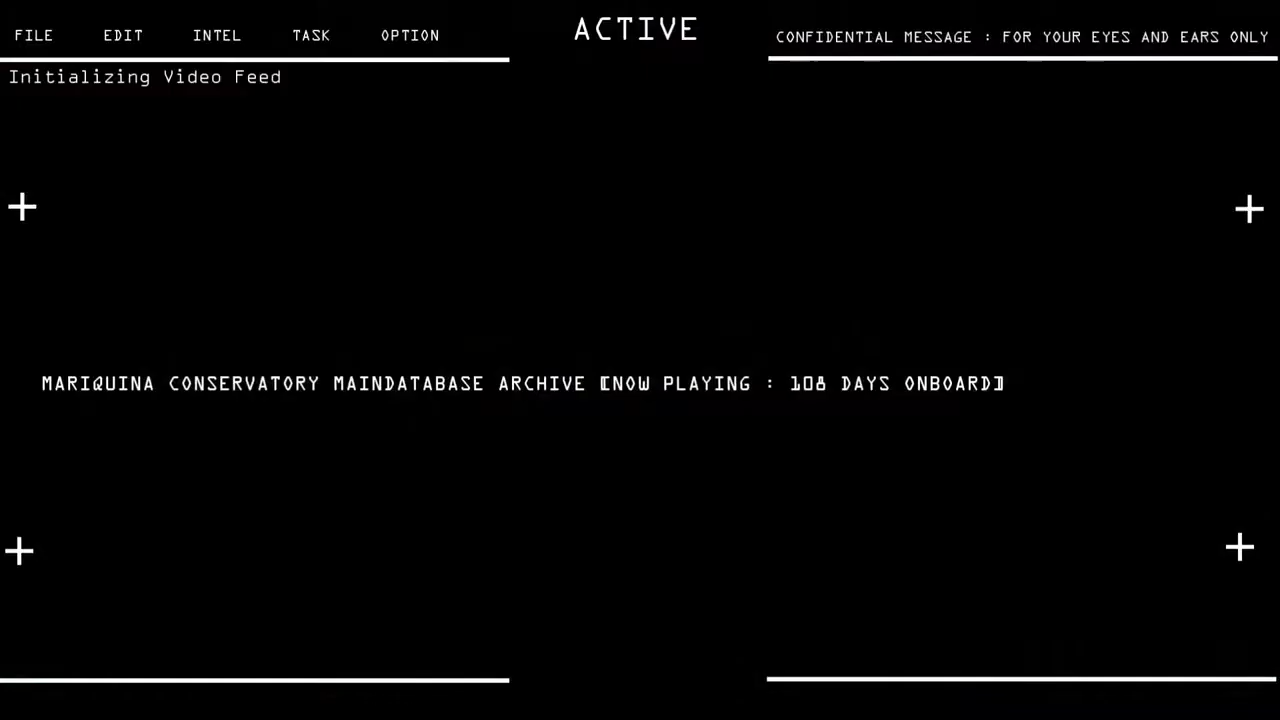 FILE EDIT INTEL TASK OPTION
ACTIVE
CONFIDENTIAL MESSAGE : FOR YOUR EYES AND EARS ONLY
Initializing Video Feed
MARIQUINA CONSERVATORY MAINDATABASE ARCHIVE [NOW PLAYING : 108 DAYS ONBOARD]